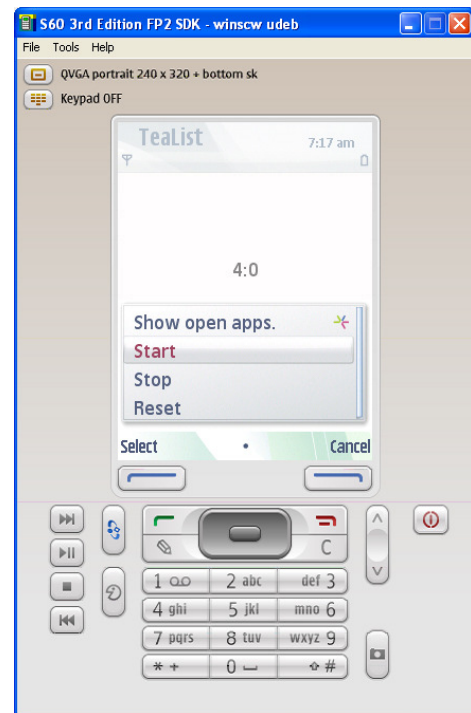 S60 3rd Edition FP2 SDK - winscw udeb
File Tools Help
QVGA portrait 240 x 320 + bottom sk
Keypad OFF
TeaList 7:17 am
4:0
Show open apps.
Start
Stop
Reset
Select Cancel
C
1 2 abc def 3
4 ghi 5 jkl mno 6
7 pqrs 8 tuv wxyz 9
* + 0 #